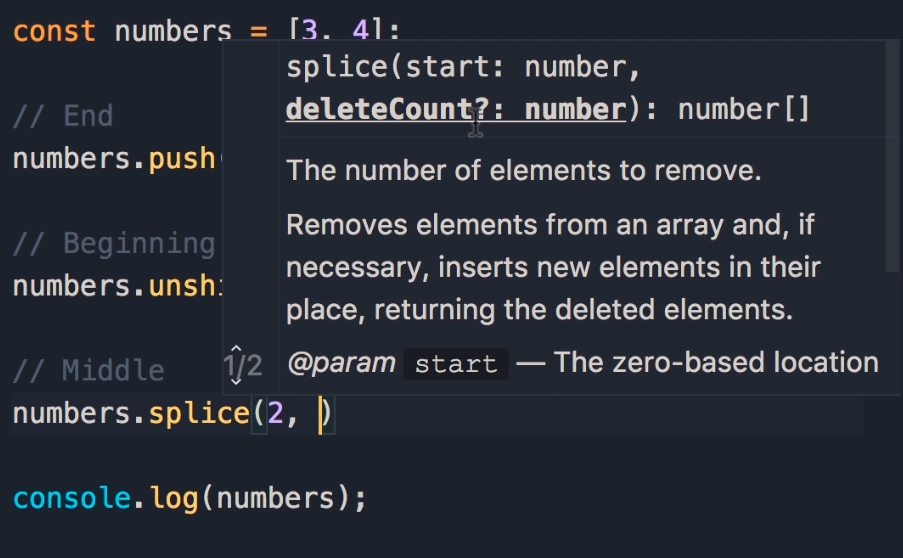 const numbers = [3, 4];
splice(start: number,
deleteCount?: number): number[]
// End
numbers.push(
The number of elements to remove.
// Beginning
Removes elements from an array and, if
numbers.unshi
necessary, inserts new elements in their
place, returning the deleted elements.
// Middle
1/2
@param start — The zero-based location
numbers.splice(2, )
console.log(numbers);